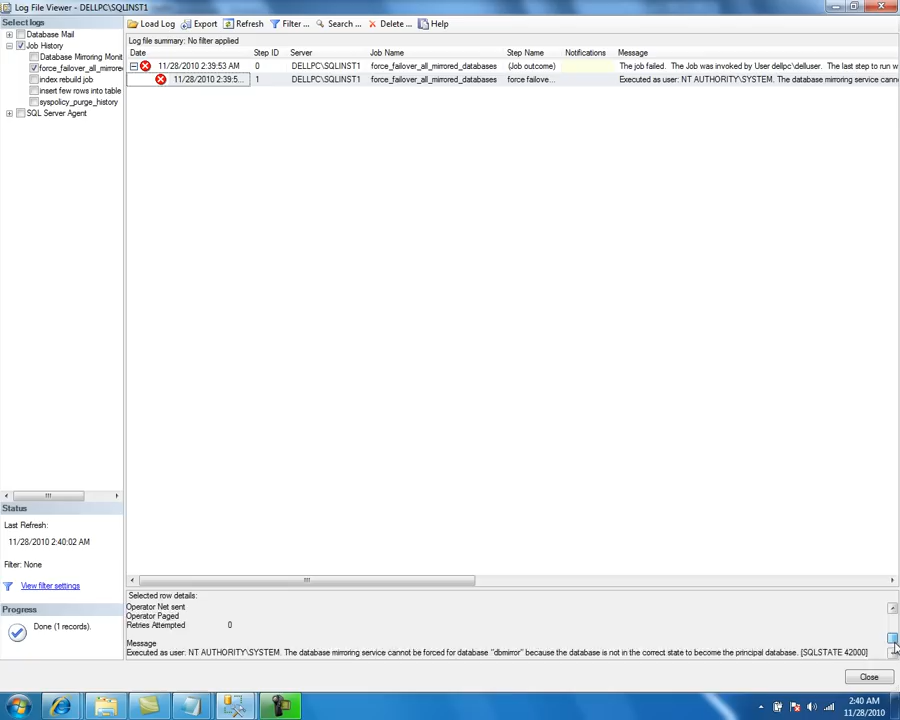 Log File Viewer - DELLPC\SQLINST1
Select logs
Load Log Export Refresh Filter ... Search ... Delete ... Help
Database Mail
Job History
Database Mirroring Monit
force_failover_all_mirrore
index rebuild job
insert few rows into table
syspolicy_purge_history
SQL Server Agent
Log file summary: No filter applied
Date Step ID Server Job Name Step Name Notifications Message
11/28/2010 2:39:53 AM 0 DELLPC\SQLINST1 force_failover_all_mirrored_databases (Job outcome) The job failed. The Job was invoked by User dellpc\delluser. The last step to run w
11/28/2010 2:39:5... 1 DELLPC\SQLINST1 force_failover_all_mirrored_databases force failove... Executed as user: NT AUTHORITY\SYSTEM. The database mirroring service cann
Status
Last Refresh:
11/28/2010 2:40:02 AM
Filter: None
View filter settings
Progress
Done (1 records).
Selected row details:
Operator Net sent
Operator Paged
Retries Attempted 0
Message
Executed as user: NT AUTHORITY\SYSTEM. The database mirroring service cannot be forced for database "dbmirror" because the database is not in the correct state to become the principal database. [SQLSTATE 42000]
Close
2:40 AM
11/28/2010